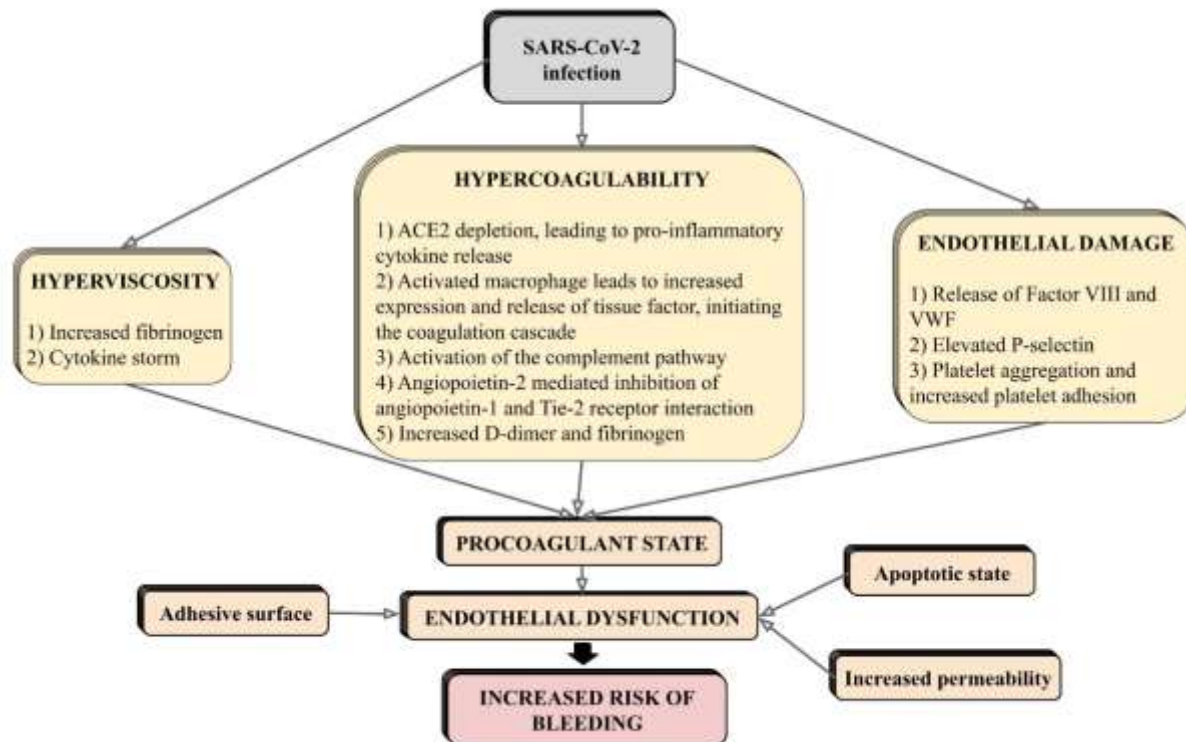 SARS-CoV-2
infection
HYPERVISCOSITY
1) Increased fibrinogen
2) Cytokine storm
HYPERCOAGULABILITY
1) ACE2 depletion, leading to pro-inflammatory
cytokine release
2) Activated macrophage leads to increased
expression and release of tissue factor, initiating
the coagulation cascade
3) Activation of the complement pathway
4) Angiopoietin-2 mediated inhibition of
angiopoietin-1 and Tie-2 receptor interaction
5) Increased D-dimer and fibrinogen
ENDOTHELIAL DAMAGE
1) Release of Factor VIII and
VWF
2) Elevated P-selectin
3) Platelet aggregation and
increased platelet adhesion
PROCOAGULANT STATE
Adhesive surface
ENDOTHELIAL DYSFUNCTION
Apoptotic state
Increased permeability
INCREASED RISK OF
BLEEDING